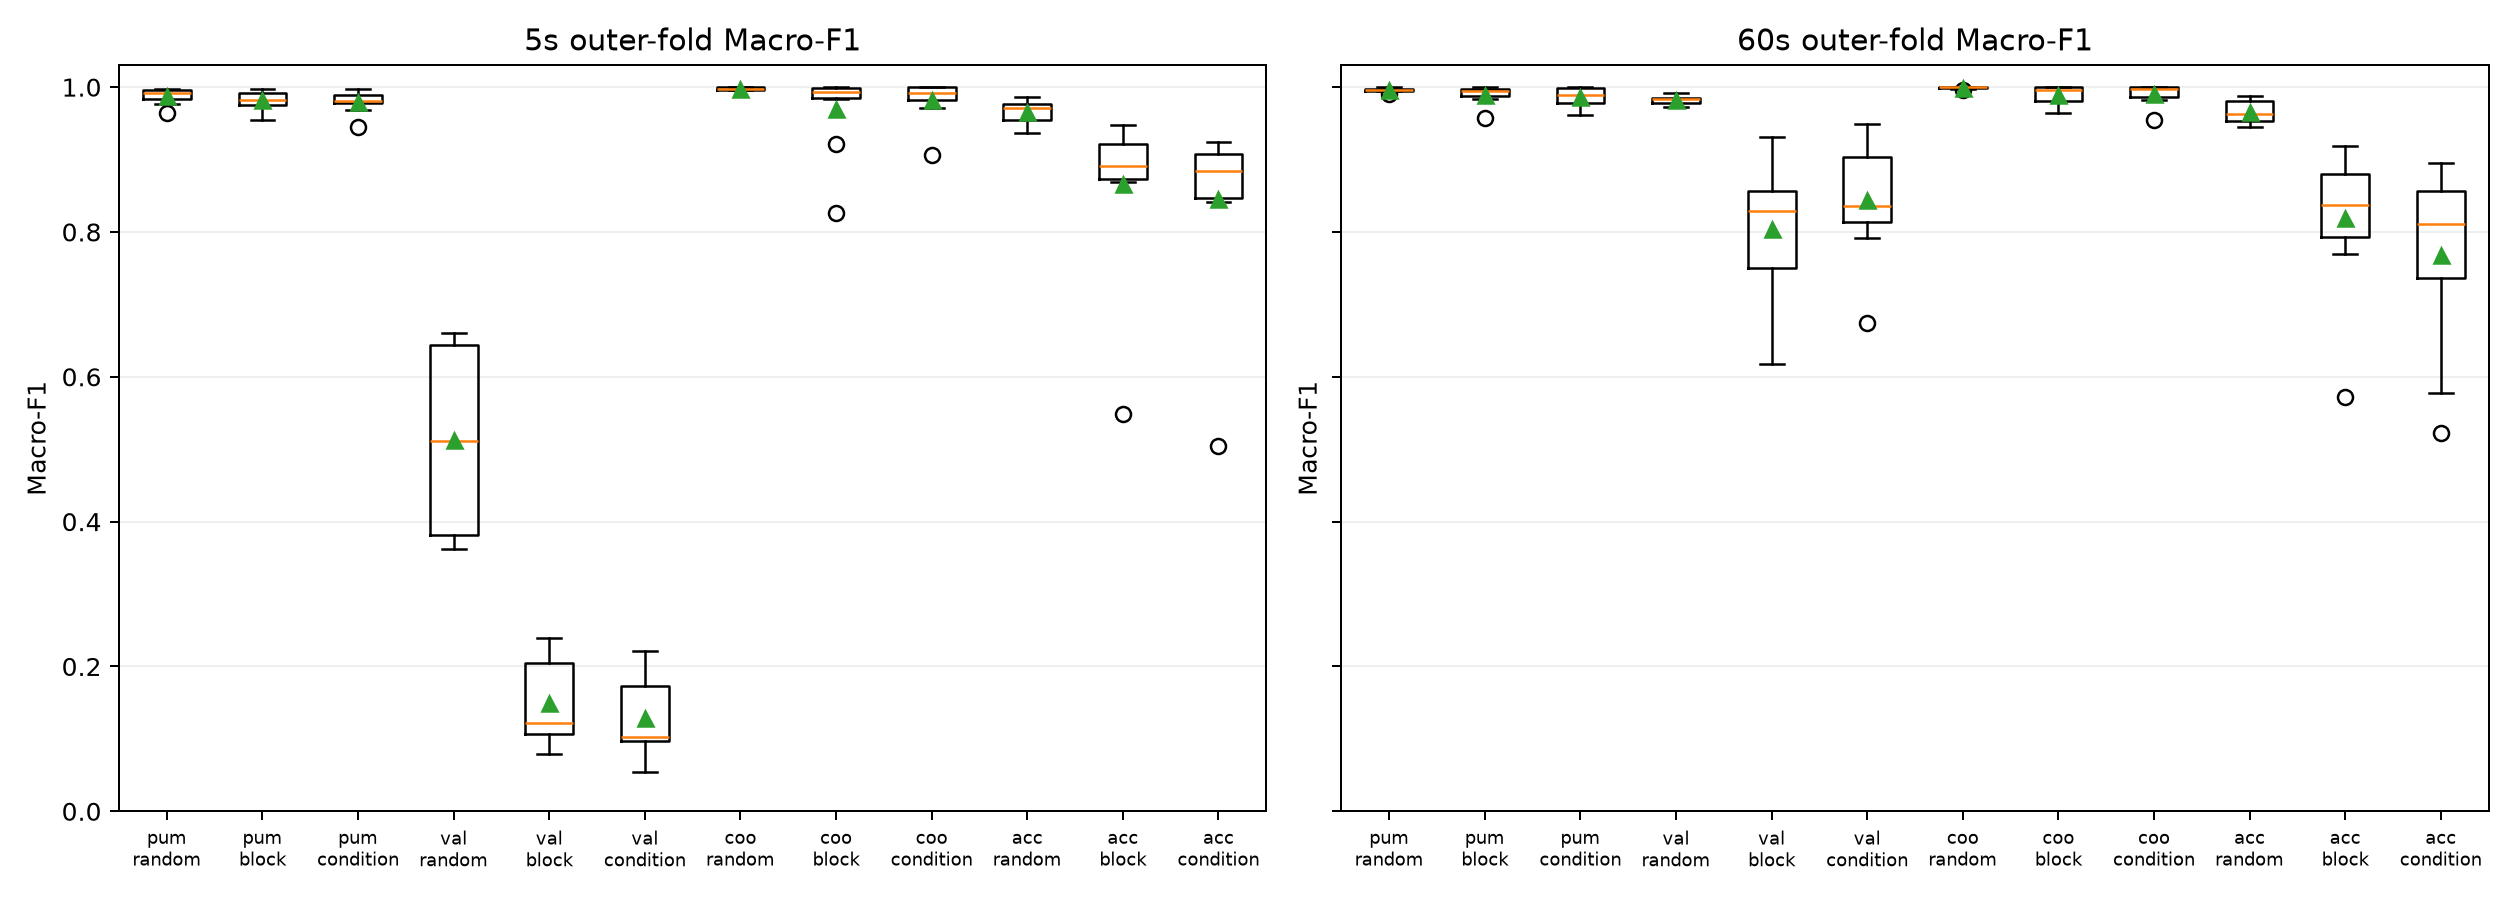 5s outer-fold Macro-F1
Macro-F1
1.0
0.8
0.6
0.4
0.2
0.0
pum
random
pum
block
pum
condition
val
random
val
block
val
condition
coo
random
coo
block
coo
condition
acc
random
acc
block
acc
condition
60s outer-fold Macro-F1
Macro-F1
pum
random
pum
block
pum
condition
val
random
val
block
val
condition
coo
random
coo
block
coo
condition
acc
random
acc
block
acc
condition